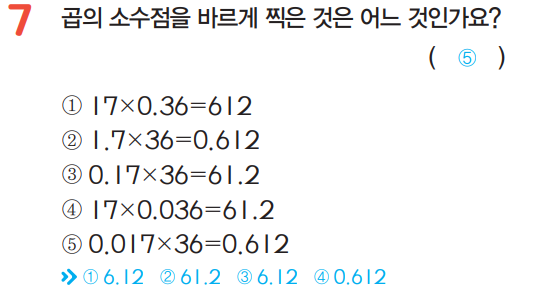 7 곱의 소수점을 바르게 찍은 것은 어느 것인가요?
( ⑤ )
① 17×0.36=612
② 1.7×36=0.612
③ 0.17×36=61.2
④ 17×0.036=61.2
⑤ 0.017×36=0.612
≫ ① 6.12 ② 61.2 ③ 6.12 ④ 0.612